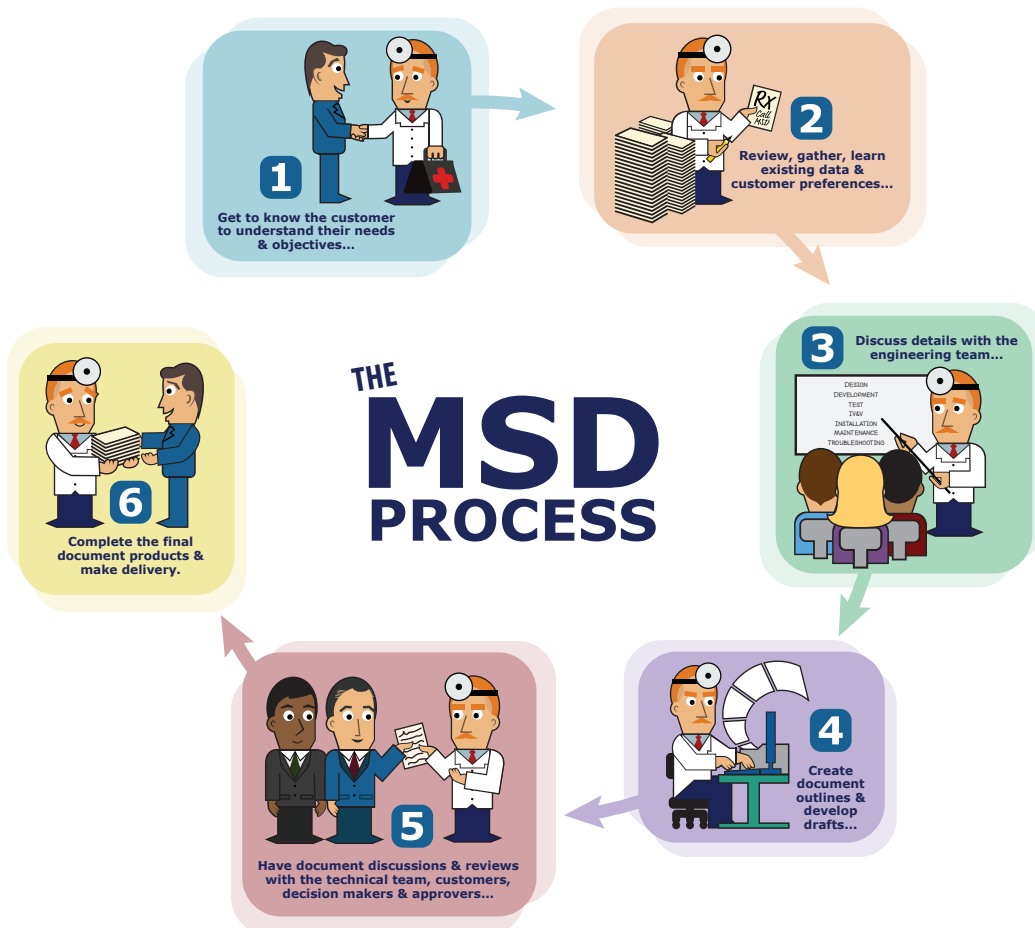 1
Get to know the customer
to understand their needs
& objectives...
Rx
Call
MSD
2
Review, gather, learn
existing data &
customer preferences...
3
Discuss details with the
engineering team...
DESIGN
DEVELOPMENT
TEST
IV&V
INSTALLATION
MAINTENANCE
TROUBLESHOOTING
THE
MSD
PROCESS
4
Create
document
outlines &
develop
drafts...
5
Have document discussions & reviews
with the technical team, customers,
decision makers & approvers...
6
Complete the final
document products &
make delivery.